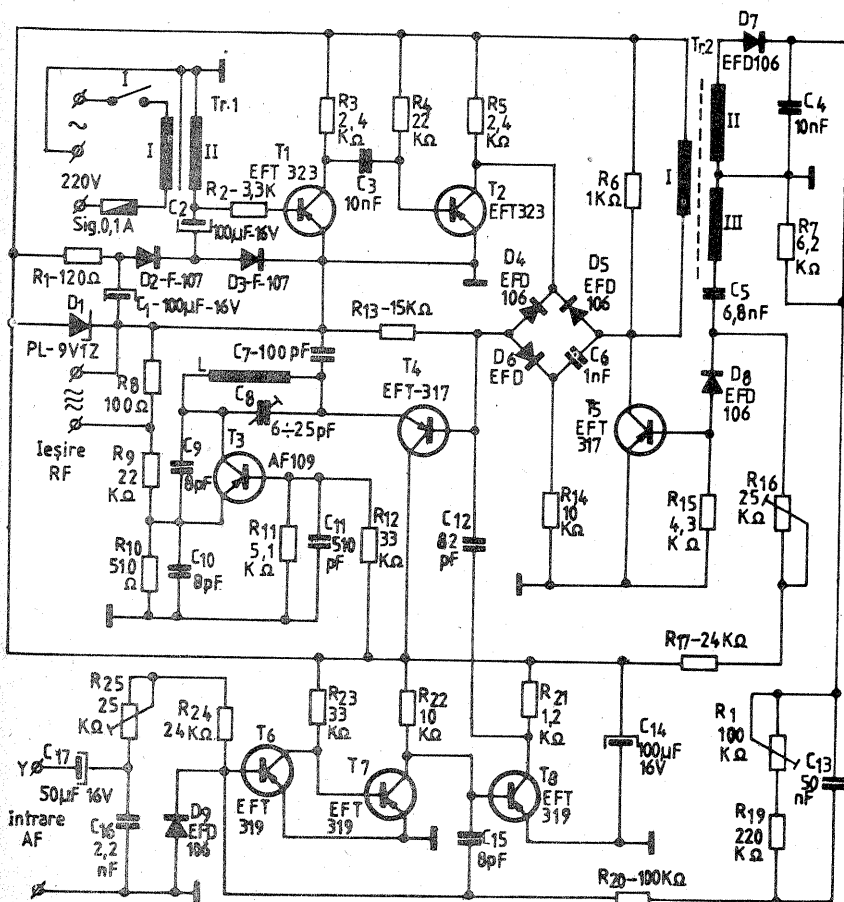 D7
EFD106
Tr.2
II
C4
10nF
I
Tr.1
~
I
II
220V
Sig.0,1A
R3
2,4
KΩ
R4
22
KΩ
R5
2,4
KΩ
T1
EFT 323
R2-3,3K
C2
100µF-16V
C3
10nF
T2
EFT323
R6
1KΩ
I
III
R7
6,2
KΩ
R1-120Ω
D2-F-107
D3-F-107
C1-100µF-16V
D4
EFD
106
D5
EFD
106
C5
6,8nF
D1
PL-9V1Z
R13-15KΩ
C7-100pF
D6
EFD
C6
1nF
T4
EFT-317
D8
EFD
106
R8
100Ω
L
C8
6÷25pF
T5
EFT
317
Ieşire
RF
R9
22
KΩ
C9
8pF
T3
AF109
R16
25
KΩ
R15
4,3
KΩ
R14
10
KΩ
R10
510
Ω
C10
8pF
R11
5,1
KΩ
C11
510
pF
R12
33
KΩ
C12
82
pF
R17-24KΩ
R25
25
KΩ
R24
24KΩ
R23
33
KΩ
R22
10
KΩ
R21
1,2
KΩ
C14
100µF
16V
R1
100
KΩ
C13
50
nF
Y
C17
50µF 16V
T6
EFT
319
T7
EFT
319
T8
EFT
319
intrare
AF
C16
2,2
nF
D9
EFD
106
C15
8pF
R19
220
KΩ
R20-100KΩ